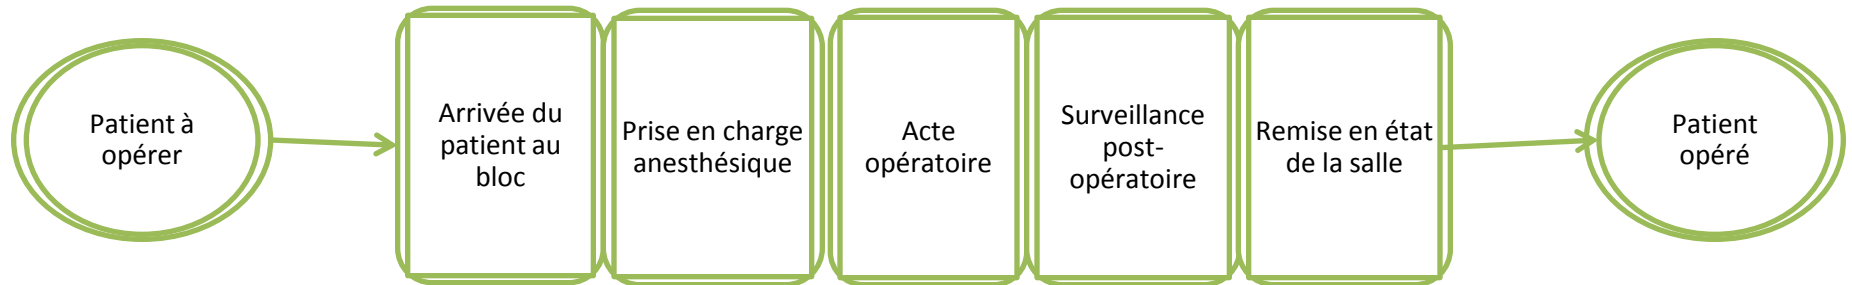 Patient à
opérer
Arrivée du
patient au
bloc
Prise en charge
anesthésique
Acte
opératoire
Surveillance
post-
opératoire
Remise en état
de la salle
Patient
opéré